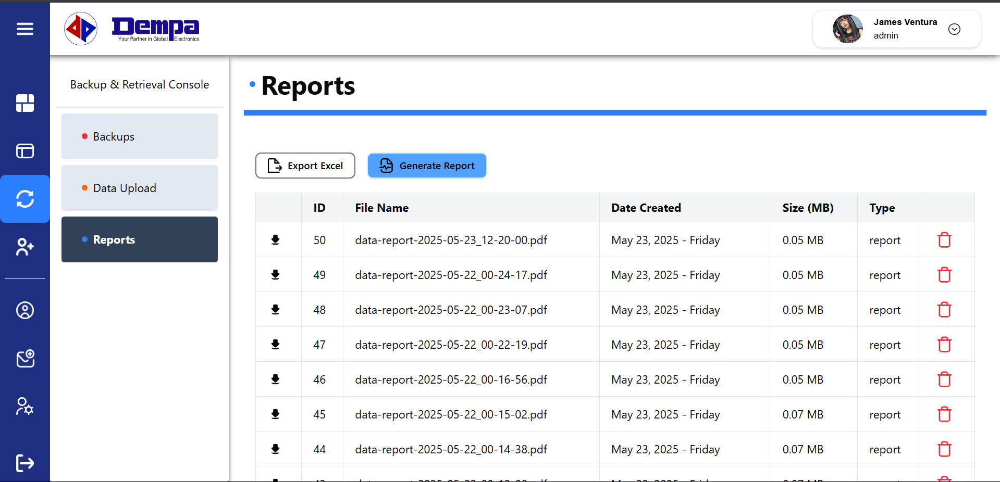 Dempa
Your Partner in Global Electronics
James Ventura
admin
Backup & Retrieval Console
Backups
Data Upload
Reports
Reports
Export Excel
Generate Report
ID File Name Date Created Size (MB) Type
50 data-report-2025-05-23_12-20-00.pdf May 23, 2025 - Friday 0.05 MB report
49 data-report-2025-05-22_00-24-17.pdf May 23, 2025 - Friday 0.05 MB report
48 data-report-2025-05-22_00-23-07.pdf May 23, 2025 - Friday 0.05 MB report
47 data-report-2025-05-22_00-22-19.pdf May 23, 2025 - Friday 0.05 MB report
46 data-report-2025-05-22_00-16-56.pdf May 23, 2025 - Friday 0.05 MB report
45 data-report-2025-05-22_00-15-02.pdf May 23, 2025 - Friday 0.07 MB report
44 data-report-2025-05-22_00-14-38.pdf May 23, 2025 - Friday 0.07 MB report